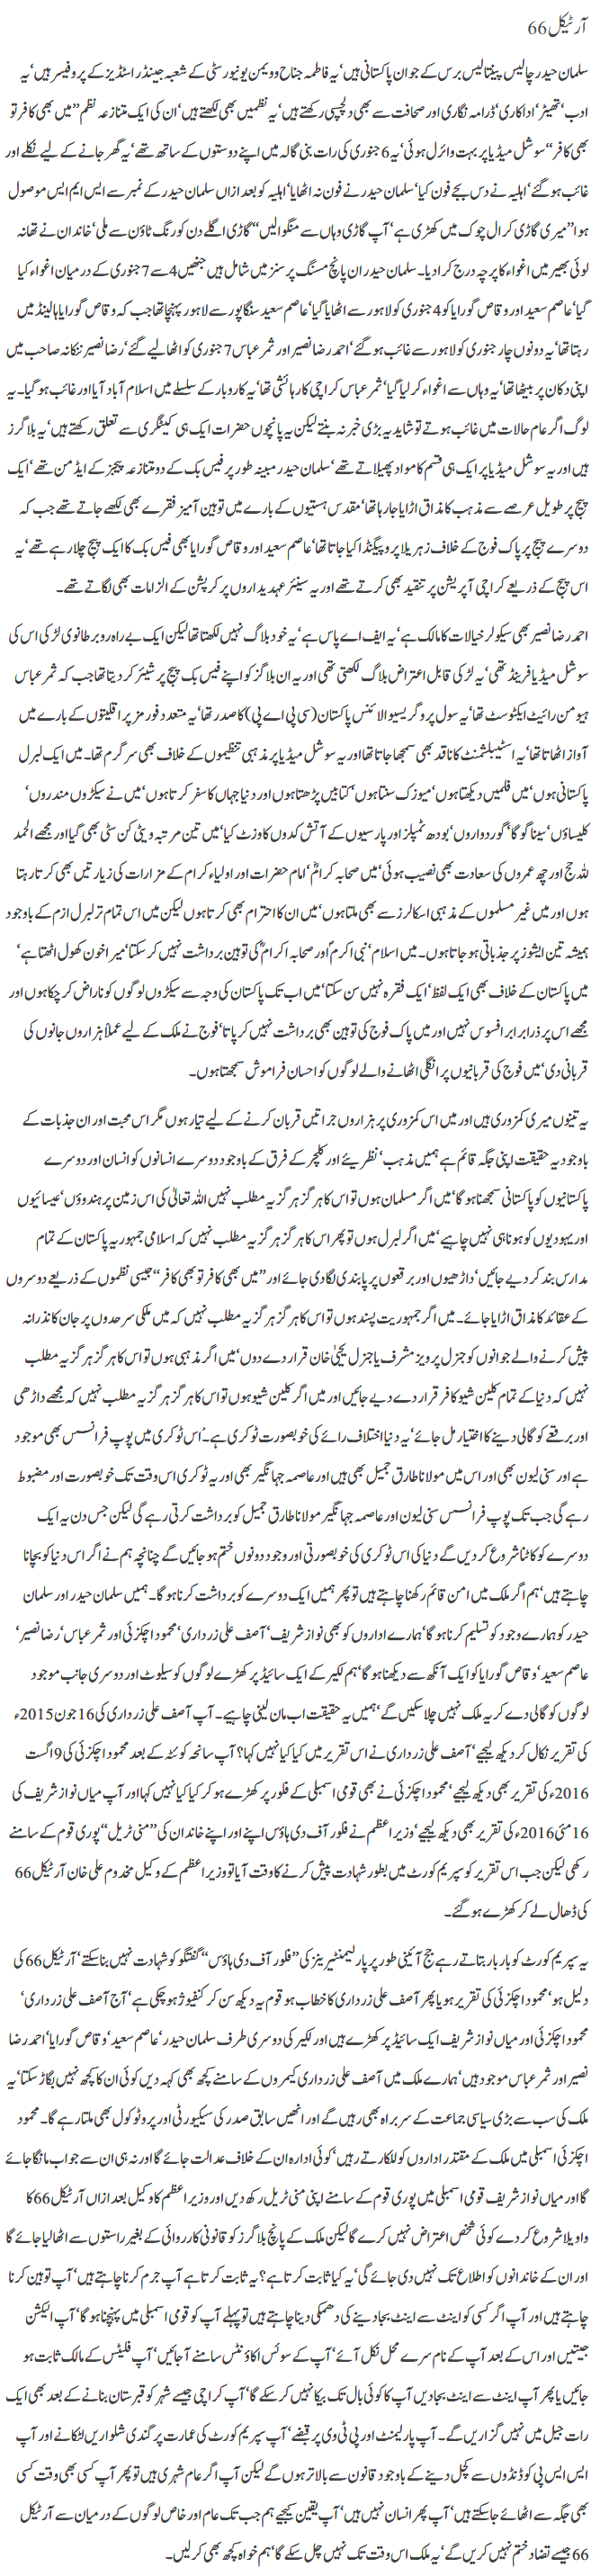 آرٹیکل 66
سلمان حیدر چالیس پینتالیس برس کے جوان پاکستانی ہیں‘ یہ فاطمہ جناح وویمن یونیورسٹی کے شعبہ جینڈر اسٹڈیز کے پروفیسر ہیں‘ یہ
ادب‘ تھیٹر‘ اداکاری‘ ڈرامہ نگاری اور صحافت سے بھی دلچسپی رکھتے ہیں‘ یہ نظمیں بھی لکھتے ہیں‘ ان کی ایک متنازعہ نظم ’’میں بھی کافر تو
بھی کافر‘‘ سوشل میڈیا پر بہت وائرل ہوئی‘ یہ 6 جنوری کی رات بنی گالہ میں اپنے دوستوں کے ساتھ تھے‘ یہ گھر جانے کے لیے نکلے اور
غائب ہو گئے‘ اہلیہ نے دس بجے فون کیا‘ سلمان حیدر نے فون نہ اٹھایا‘ اہلیہ کو بعد ازاں سلمان حیدر کے نمبر سے ایس ایم ایس موصول
ہوا ’’میری گاڑی کرال چوک میں کھڑی ہے‘ آپ گاڑی وہاں سے منگوا لیں‘‘ گاڑی اگلے دن کورنگ ٹاؤن سے ملی‘ خاندان نے تھانہ
لوئی بھیر میں اغواء کا پرچہ درج کرا دیا۔ سلمان حیدر ان پانچ مسنگ پرسنز میں شامل ہیں جنھیں 4 سے 7 جنوری کے درمیان اغواء کیا
گیا‘ عاصم سعید اور وقاص گورایا کو 4 جنوری کو لاہور سے اٹھایا گیا‘ عاصم سعید سنگاپور سے لاہور پہنچا تھا جب کہ وقاص گورایا ہالینڈ میں
رہتا تھا‘ یہ دونوں چار جنوری کو لاہور سے غائب ہو گئے‘ احمد رضا نصیر اور ثمر عباس 7 جنوری کو اٹھا لیے گئے‘ رضا نصیر ننکانہ صاحب میں
اپنی دکان پر بیٹھا تھا‘ یہ وہاں سے اغواء کر لیا گیا‘ ثمر عباس کراچی کا رہائشی تھا‘ یہ کاروبار کے سلسلے میں اسلام آباد آیا اور غائب ہو گیا۔ یہ
لوگ اگر عام حالات میں غائب ہوتے تو شاید یہ بڑی خبر نہ بنتے لیکن یہ پانچوں حضرات ایک ہی کیٹگری سے تعلق رکھتے ہیں‘ یہ بلاگرز
ہیں اور یہ سوشل میڈیا پر ایک ہی قسم کا مواد پھیلاتے تھے‘ سلمان حیدر مبینہ طور پر فیس بک کے دو متنازعہ پیجز کے ایڈمن تھے‘ ایک
پیج پر طویل عرصے سے مذہب کا مذاق اڑایا جا رہا تھا‘ مقدس ہستیوں کے بارے میں توہین آمیز فقرے بھی لکھے جاتے تھے جب کہ
دوسرے پیج پر پاک فوج کے خلاف زہریلا پروپیگنڈا کیا جاتا تھا‘ عاصم سعید اور وقاص گورایا بھی فیس بک کا ایک پیج چلا رہے تھے‘ یہ
اس پیج کے ذریعے کراچی آپریشن پر تنقید بھی کرتے تھے اور یہ سینئر عہدیداروں پر کرپشن کے الزامات بھی لگاتے تھے۔
احمد رضا نصیر بھی سیکولر خیالات کا مالک ہے‘ یہ ایف اے پاس ہے‘ یہ خود بلاگ نہیں لکھتا تھا لیکن ایک بے راہ رو برطانوی لڑکی اس کی
سوشل میڈیا فرینڈ تھی‘ یہ لڑکی قابل اعتراض بلاگ لکھتی تھی اور یہ ان بلاگز کو اپنے فیس بک پیج پر شیئر کر دیتا تھا جب کہ ثمر عباس
ہیومن رائیٹ ایکٹوسٹ تھا‘ یہ سول پروگریسو الائنس پاکستان (سی پی اے پی) کا صدر تھا‘ یہ متعدد فورمز پر اقلیتوں کے بارے میں
آواز اٹھاتا تھا‘ یہ اسٹیبلشمنٹ کا ناقد بھی سمجھا جاتا تھا اور یہ سوشل میڈیا پر مذہبی تنظیموں کے خلاف بھی سرگرم تھا۔ میں ایک لبرل
پاکستانی ہوں‘ میں فلمیں دیکھتا ہوں‘ میوزک سنتا ہوں‘ کتابیں پڑھتا ہوں اور دنیا جہاں کا سفر کرتا ہوں‘ میں نے سیکڑوں مندروں‘
کلیساؤں‘ سینا گوگا‘ گوردواروں‘ بودھ ٹمپلز اور پارسیوں کے آتش کدوں کا وزٹ کیا‘ میں تین مرتبہ ویٹی کن سٹی بھی گیا اور مجھے الحمد
للہ حج اور چھ عمروں کی سعادت بھی نصیب ہوئی‘ میں صحابہ کرامؓ‘ امام حضرات اور اولیاء کرام کے مزارات کی زیارتیں بھی کرتا رہتا
ہوں اور میں غیر مسلموں کے مذہبی اسکالرز سے بھی ملتا ہوں‘ میں ان کا احترام بھی کرتا ہوں لیکن میں اس تمام تر لبرل ازم کے باوجود
ہمیشہ تین ایشوز پر جذباتی ہو جاتا ہوں۔ میں اسلام‘ نبی اکرمؐ اور صحابہ اکرامؓ کی توہین برداشت نہیں کر سکتا‘ میرا خون کھول اٹھتا ہے‘
میں پاکستان کے خلاف بھی ایک لفظ‘ ایک فقرہ نہیں سن سکتا‘ میں اب تک پاکستان کی وجہ سے سیکڑوں لوگوں کو ناراض کر چکا ہوں اور
مجھے اس پر ذرا برابر افسوس نہیں اور میں پاک فوج کی توہین بھی برداشت نہیں کر پاتا‘ فوج نے ملک کے لیے عملاً ہزاروں جانوں کی
قربانی دی‘ میں فوج کی قربانیوں پر انگلی اٹھانے والے لوگوں کو احسان فراموش سمجھتا ہوں۔
یہ تینوں میری کمزوری ہیں اور میں اس کمزوری پر ہزاروں جراتیں قربان کرنے کے لیے تیار ہوں مگر اس محبت اور ان جذبات کے
باوجود یہ حقیقت اپنی جگہ قائم ہے ہمیں مذہب‘ نظریئے اور کلچر کے فرق کے باوجود دوسرے انسانوں کو انسان اور دوسرے
پاکستانیوں کو پاکستانی سمجھنا ہو گا‘ میں اگر مسلمان ہوں تو اس کا ہرگز ہرگز یہ مطلب نہیں اللہ تعالیٰ کی اس زمین پر ہندوؤں‘ عیسائیوں
اور یہودیوں کو ہونا ہی نہیں چاہیے‘ میں اگر لبرل ہوں تو پھر اس کا ہرگز ہرگز یہ مطلب نہیں کہ اسلامی جمہوریہ پاکستان کے تمام
مدارس بند کر دیے جائیں‘ داڑھیوں اور برقعوں پر پابندی لگا دی جائے اور ’’میں بھی کافر تو بھی کافر‘‘ جیسی نظموں کے ذریعے دوسروں
کے عقائد کا مذاق اڑایا جائے۔ میں اگر جمہوریت پسند ہوں تو اس کا ہرگز ہرگز یہ مطلب نہیں کہ میں ملکی سرحدوں پر جان کا نذرانہ
پیش کرنے والے جوانوں کو جنرل پرویز مشرف یا جنرل یحییٰ خان قرار دے دوں‘ میں اگر مذہبی ہوں تو اس کا ہرگز ہرگز یہ مطلب
نہیں کہ دنیا کے تمام کلین شیو کافر قرار دے دیے جائیں اور میں اگر کلین شیو ہوں تو اس کا ہرگز ہرگز یہ مطلب نہیں کہ مجھے داڑھی
اور برقعے کو گالی دینے کا اختیار مل جائے‘ یہ دنیا اختلاف رائے کی خوبصورت ٹوکری ہے۔ اس ٹوکری میں پوپ فرانسس بھی موجود
ہے اور سنی لیون بھی اور اس میں مولانا طارق جمیل بھی ہیں اور عاصمہ جہانگیر بھی اور یہ ٹوکری اس وقت تک خوبصورت اور مضبوط
رہے گی جب تک پوپ فرانسس سنی لیون اور عاصمہ جہانگیر مولانا طارق جمیل کو برداشت کرتی رہے گی لیکن جس دن یہ ایک
دوسرے کو کاٹنا شروع کر دیں گے دنیا کی اس ٹوکری کی خوبصورتی اور وجود دونوں ختم ہو جائیں گے چنانچہ ہم نے اگر اس دنیا کو بچانا
چاہتے ہیں‘ ہم اگر ملک میں امن قائم رکھنا چاہتے ہیں تو پھر ہمیں ایک دوسرے کو برداشت کرنا ہو گا۔ ہمیں سلمان حیدر اور سلمان
حیدر کو ہمارے وجود کو تسلیم کرنا ہو گا‘ ہمارے اداروں کو بھی نواز شریف‘ آصف علی زرداری‘ محمود اچکزئی اور ثمر عباس‘ رضا نصیر‘
عاصم سعید‘ وقاص گورایا کو ایک آنکھ سے دیکھنا ہو گا‘ ہم لکیر کے ایک سائیڈ پر کھڑے لوگوں کو سیلوٹ اور دوسری جانب موجود
لوگوں کو گالی دے کر یہ ملک نہیں چلا سکیں گے‘ ہمیں یہ حقیقت اب مان لینی چاہیے۔ آپ آصف علی زرداری کی 16 جون 2015ء
کی تقریر نکال کر دیکھ لیجیے‘ آصف علی زرداری نے اس تقریر میں کیا کیا نہیں کہا؟ آپ سانحہ کوئٹہ کے بعد محمود اچکزئی کی 9 اگست
2016ء کی تقریر بھی دیکھ لیجیے‘ محمود اچکزئی نے بھی قومی اسمبلی کے فلور پر کھڑے ہو کر کیا کیا نہیں کہا اور آپ میاں نواز شریف کی
16 مئی 2016ء کی تقریر بھی دیکھ لیجیے‘ وزیراعظم نے فلور آف دی ہاؤس اپنے اور اپنے خاندان کی ’’منی ٹریل‘‘ پوری قوم کے سامنے
رکھی لیکن جب اس تقریر کو سپریم کورٹ میں بطور شہادت پیش کرنے کا وقت آیا تو وزیراعظم کے وکیل مخدوم علی خان آرٹیکل 66
کی ڈھال لے کر کھڑے ہو گئے۔
یہ سپریم کورٹ کو بار بار بتاتے رہے جج آئینی طور پر پارلیمنٹیرینز کی ’’فلور آف دی ہاؤس‘‘ گفتگو کو شہادت نہیں بنا سکتے‘ آرٹیکل 66 کی
دلیل ہو‘ محمود اچکزئی کی تقریر ہو یا پھر آصف علی زرداری کا خطاب ہو قوم یہ دیکھ سن کر کنفیوژ ہو چکی ہے‘ آج آصف علی زرداری‘
محمود اچکزئی اور میاں نواز شریف ایک سائیڈ پر کھڑے ہیں اور لکیر کی دوسری طرف سلمان حیدر‘ عاصم سعید‘ وقاص گورایا‘ احمد رضا
نصیر اور ثمر عباس موجود ہیں‘ ہمارے ملک میں آصف علی زرداری کیمروں کے سامنے کچھ بھی کہہ دیں کوئی ان کا کچھ نہیں بگاڑ سکتا‘ یہ
ملک کی سب سے بڑی سیاسی جماعت کے سربراہ بھی رہیں گے اور انھیں سابق صدر کی سیکیورٹی اور پروٹوکول بھی ملتا رہے گا۔ محمود
اچکزئی اسمبلی میں ملک کے مقتدر اداروں کو للکارتے رہیں‘ کوئی ادارہ ان کے خلاف عدالت جائے گا اور نہ ہی ان سے جواب مانگا جائے
گا اور میاں نواز شریف قومی اسمبلی میں پوری قوم کے سامنے اپنی منی ٹریل رکھ دیں اور وزیراعظم کا وکیل بعد ازاں آرٹیکل 66 کا
واویلا شروع کر دے کوئی شخص اعتراض نہیں کرے گا لیکن ملک کے پانچ بلاگرز کو قانونی کارروائی کے بغیر راستوں سے اٹھا لیا جائے گا
اور ان کے خاندانوں کو اطلاع تک نہیں دی جائے گی‘ یہ کیا ثابت کرتا ہے؟ یہ ثابت کرتا ہے آپ جرم کرنا چاہتے ہیں‘ آپ توہین کرنا
چاہتے ہیں اور آپ اگر کسی کو اینٹ سے اینٹ بجا دینے کی دھمکی دینا چاہتے ہیں تو پہلے آپ کو قومی اسمبلی میں پہنچنا ہو گا‘ آپ الیکشن
جیتیں اور اس کے بعد آپ کے نام سرے محل نکل آئے‘ آپ کے سوئس اکاؤنٹس سامنے آ جائیں‘ آپ فلیٹس کے مالک ثابت ہو
جائیں یا پھر آپ اینٹ سے اینٹ بجا دیں آپ کا کوئی بال تک بیکا نہیں کر سکے گا‘ آپ کراچی جیسے شہر کو قبرستان بنانے کے بعد بھی ایک
رات جیل میں نہیں گزاریں گے۔ آپ پارلیمنٹ اور پی ٹی وی پر قبضے‘ آپ سپریم کورٹ کی عمارت پر گندی شلواریں لٹکانے اور آپ
ایس ایس پی کو ڈنڈوں سے کچل دینے کے باوجود قانون سے بالاتر ہوں گے لیکن آپ اگر عام شہری ہیں تو پھر آپ کسی بھی وقت کسی
بھی جگہ سے اٹھائے جا سکتے ہیں‘ آپ پھر انسان نہیں ہیں‘ آپ یقین کیجیے ہم جب تک عام اور خاص لوگوں کے درمیان سے آرٹیکل
66 جیسے تضاد ختم نہیں کریں گے‘ یہ ملک اس وقت تک نہیں چل سکے گا‘ ہم خواہ کچھ بھی کر لیں۔